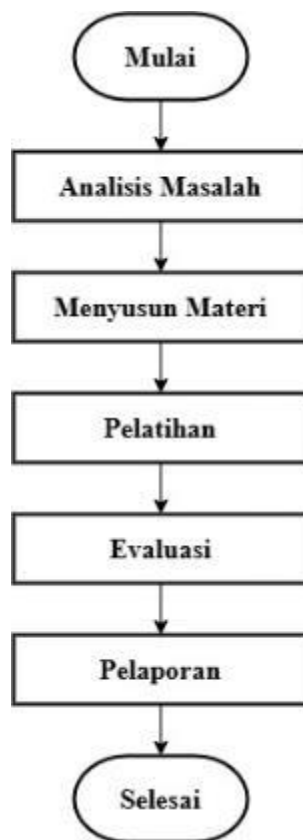 Mulai
Analisis Masalah
Menyusun Materi
Pelatihan
Evaluasi
Pelaporan
Selesai